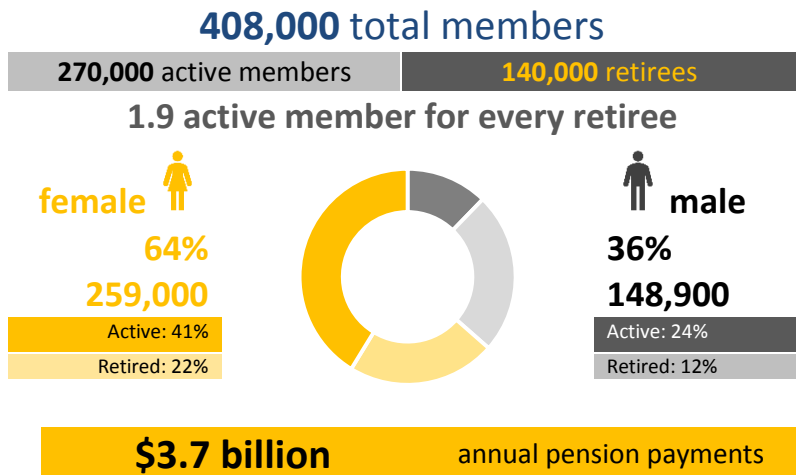 408,000 total members
270,000 active members
140,000 retirees
1.9 active member for every retiree
female
64%
259,000
Active: 41%
Retired: 22%
male
36%
148,900
Active: 24%
Retired: 12%
$3.7 billion
annual pension payments